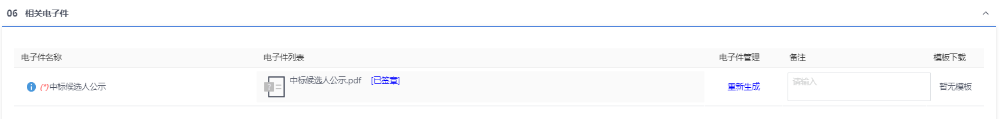 06 相关电子件
电子件名称 电子件列表 电子件管理 备注 模板下载
(*)中标候选人公示 中标候选人公示.pdf [已签章] 重新生成 请输入 暂无模板